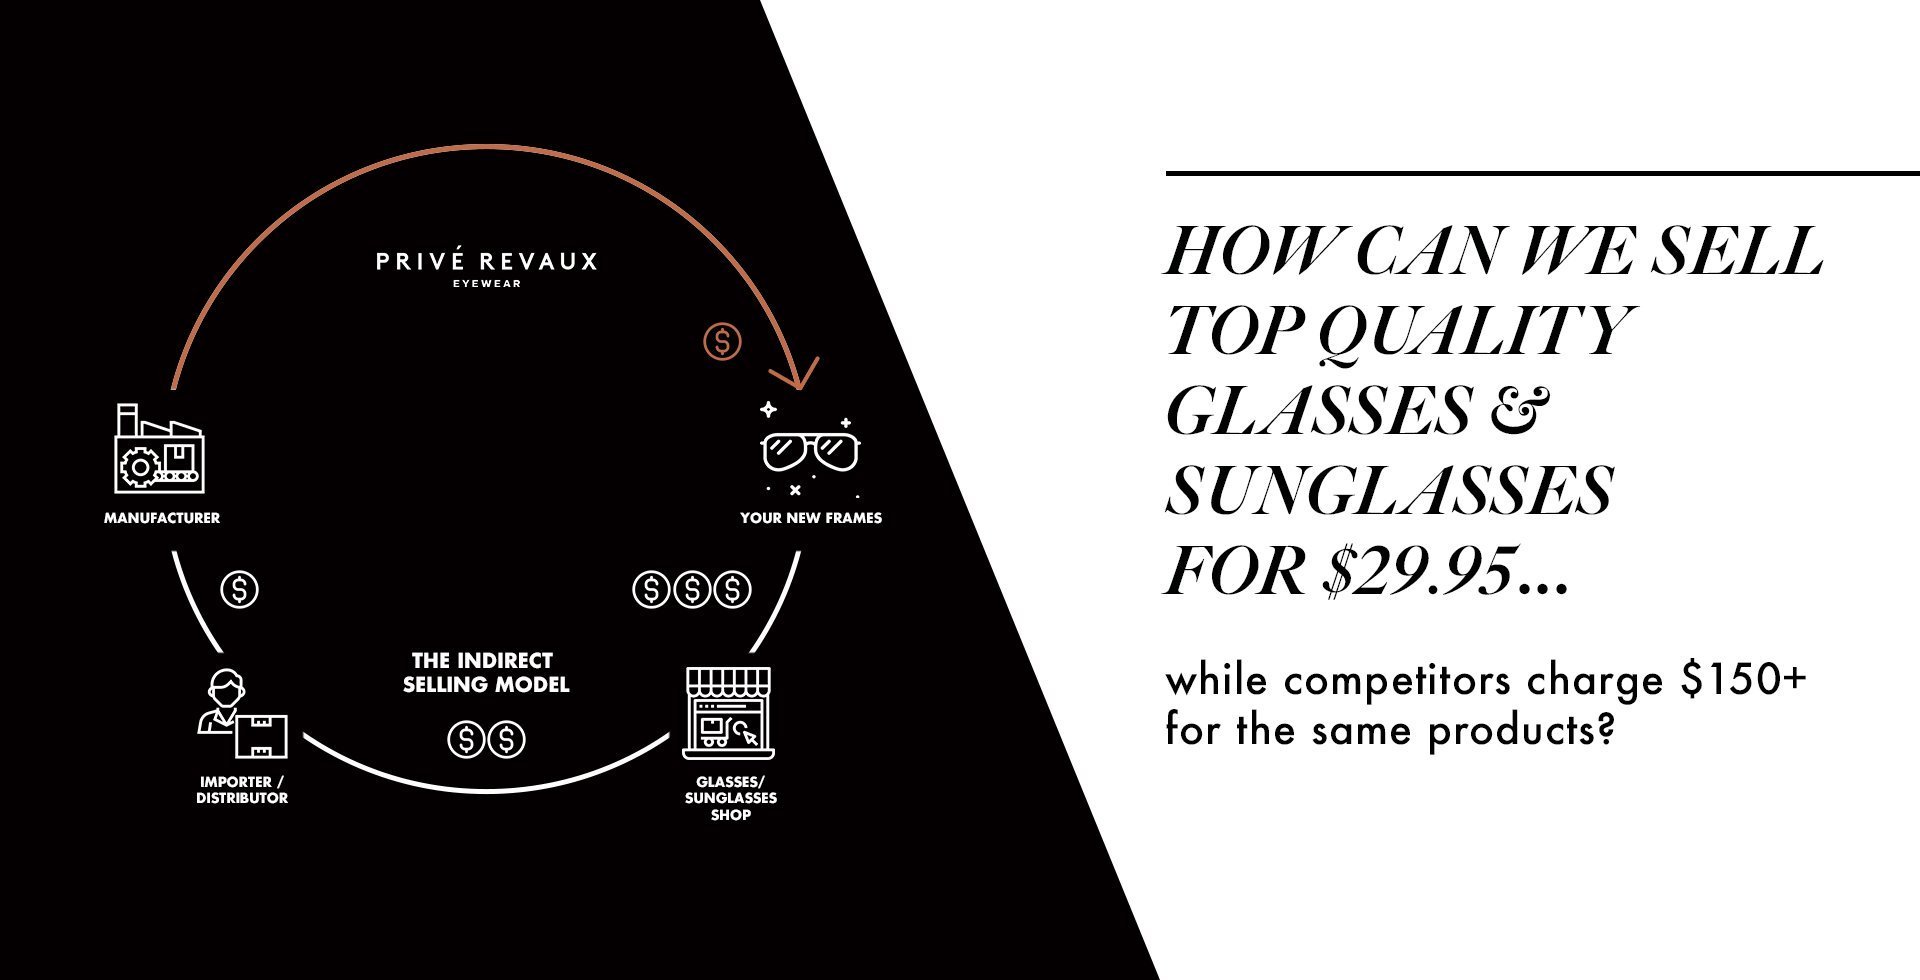 PRIVÉ REVAUX
EYEWEAR
$
MANUFACTURER
YOUR NEW FRAMES
$
$$$
THE INDIRECT
SELLING MODEL
$$
IMPORTER /
DISTRIBUTOR
GLASSES/
SUNGLASSES
SHOP
HOW CAN WE SELL
TOP QUALITY
GLASSES &
SUNGLASSES
FOR $29.95...
while competitors charge $150+
for the same products?